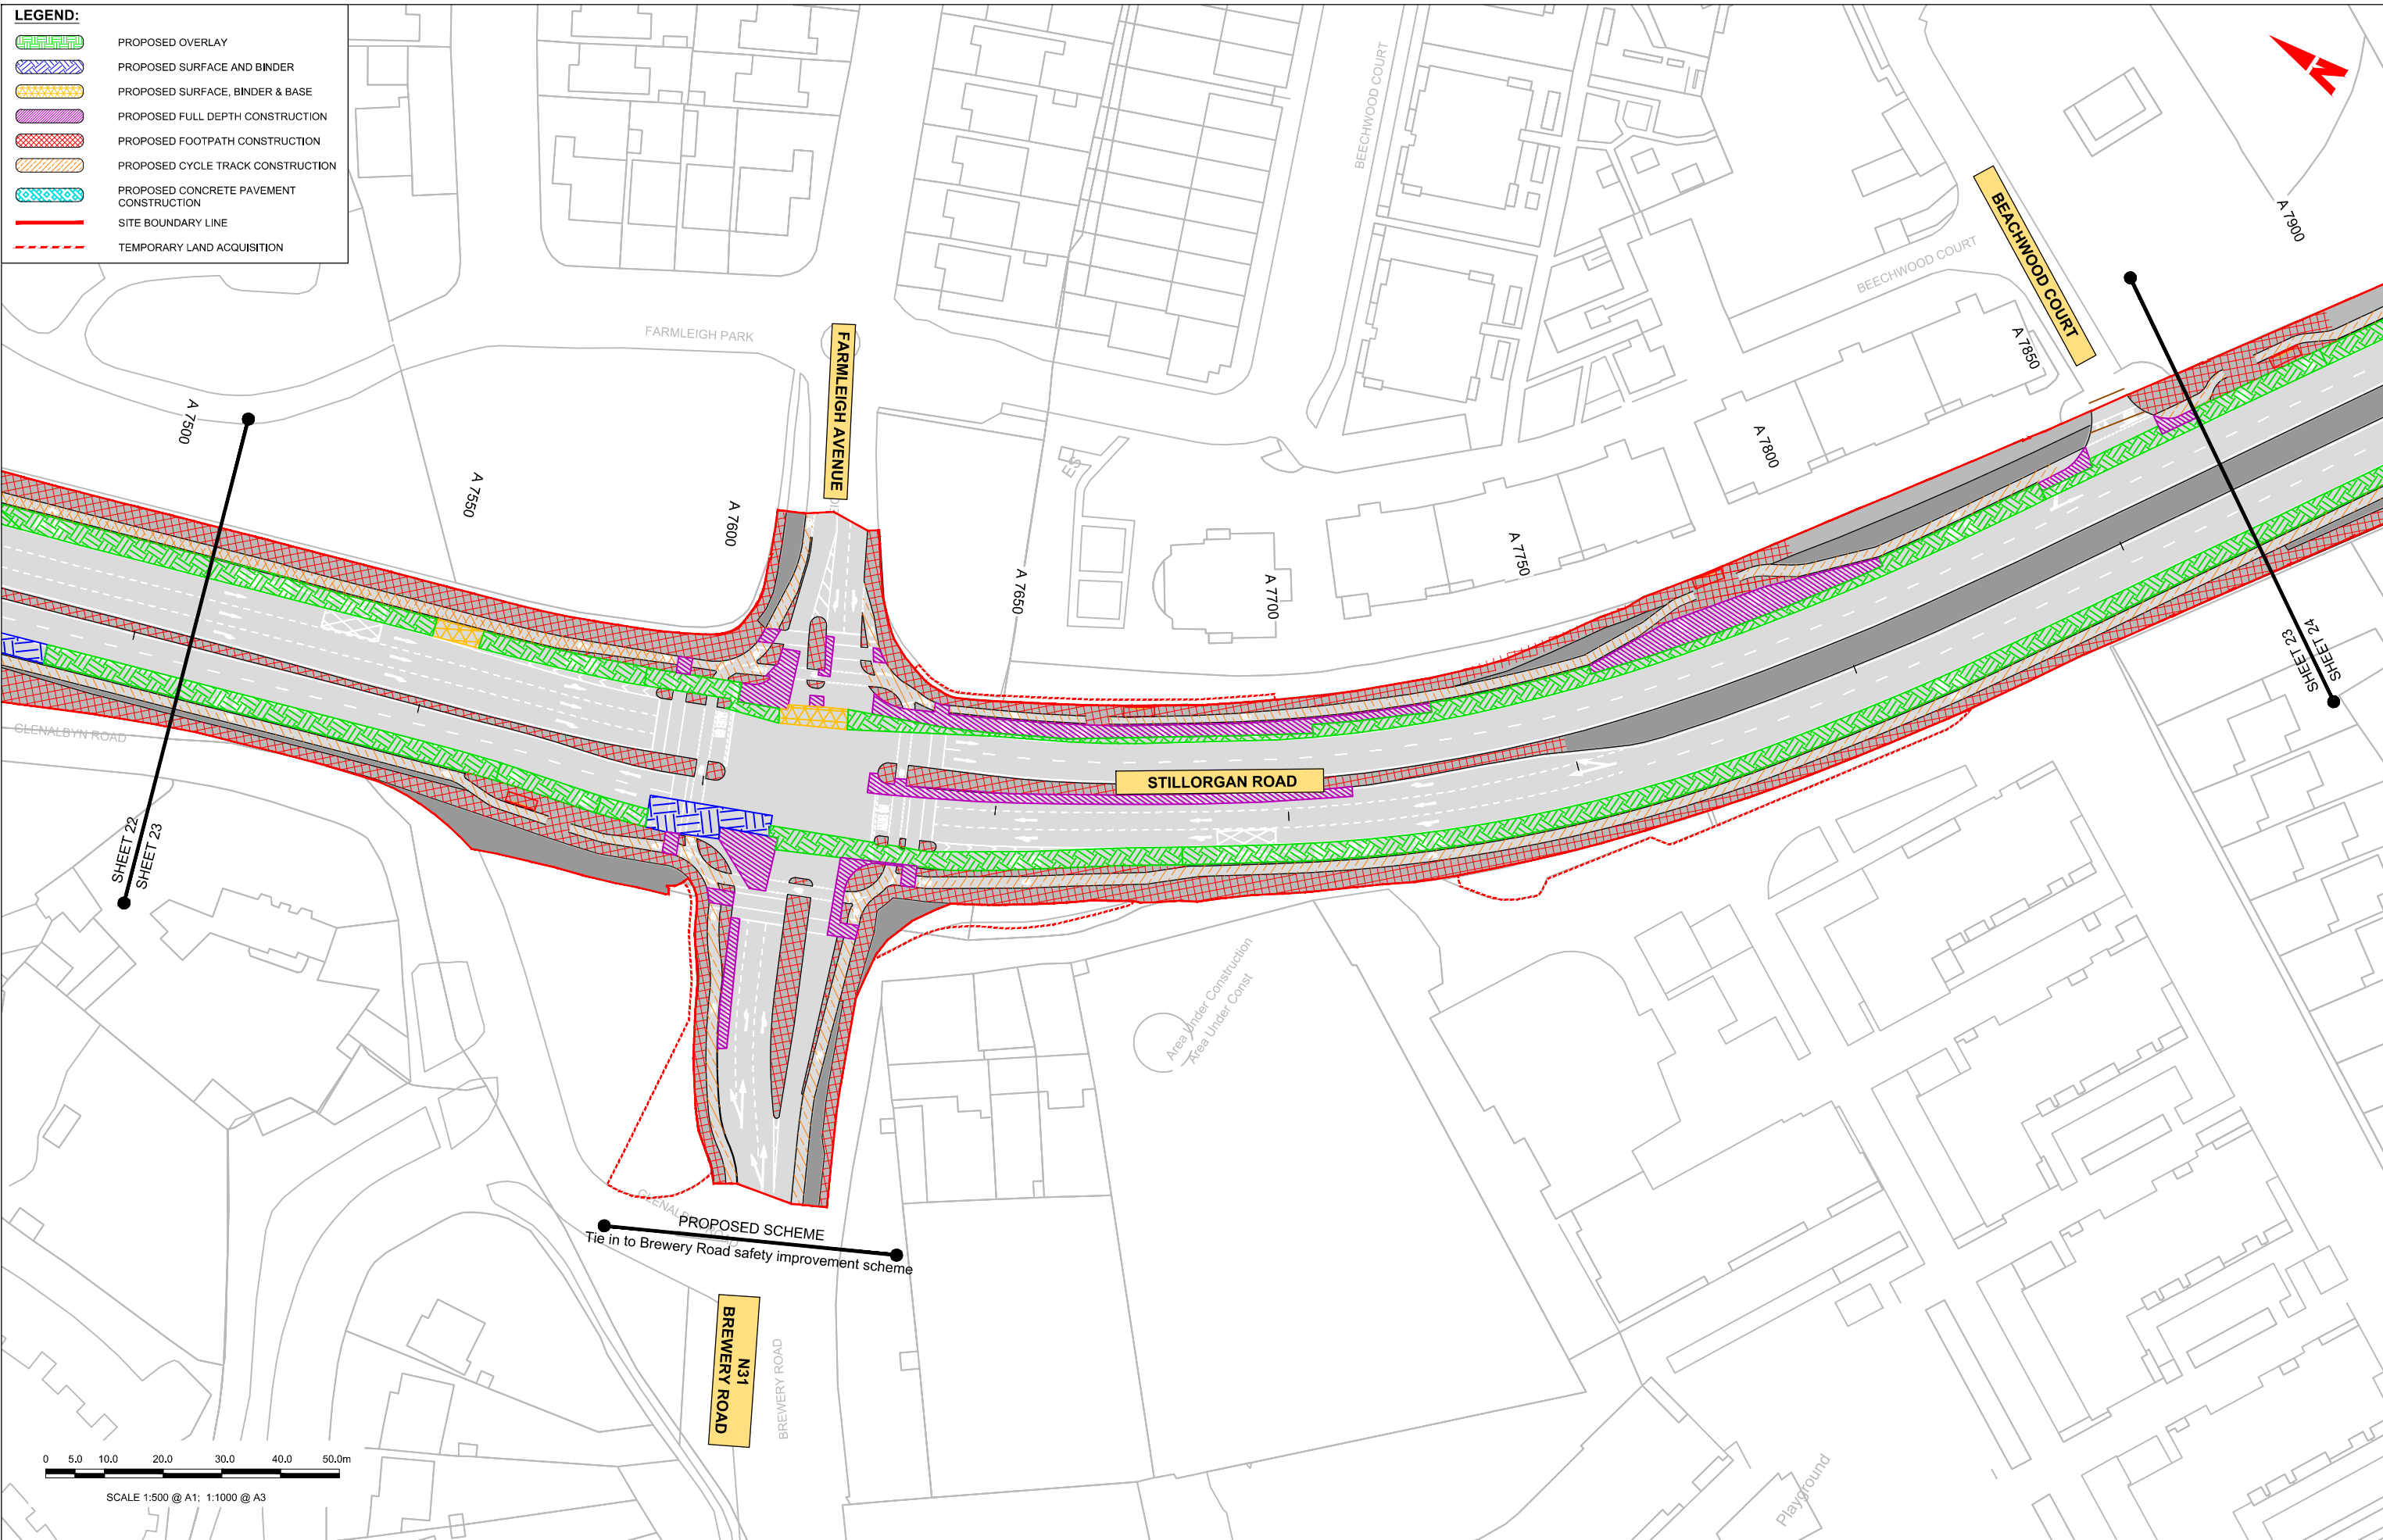 LEGEND:
PROPOSED OVERLAY
PROPOSED SURFACE AND BINDER
PROPOSED SURFACE, BINDER & BASE
PROPOSED FULL DEPTH CONSTRUCTION
PROPOSED FOOTPATH CONSTRUCTION
PROPOSED CYCLE TRACK CONSTRUCTION
PROPOSED CONCRETE PAVEMENT
CONSTRUCTION
SITE BOUNDARY LINE
TEMPORARY LAND ACQUISITION
N
BEECHWOOD COURT
BEACHWOOD COURT
BEECHWOOD COURT
A 7900
A 7850
A 7800
FARMLEIGH PARK
FARMLEIGH AVENUE
A 7500
A 7550
A 7600
A 7650
A 7700
A 7750
ES
GLENALBYN ROAD
STILLORGAN ROAD
SHEET 22
SHEET 23
SHEET 23
SHEET 24
Area Under Construction
Area Under Const
PROPOSED SCHEME
Tie in to Brewery Road safety improvement scheme
N31
BREWERY ROAD
BREWERY ROAD
Playground
0 5.0 10.0 20.0 30.0 40.0 50.0m
SCALE 1:500 @ A1; 1:1000 @ A3